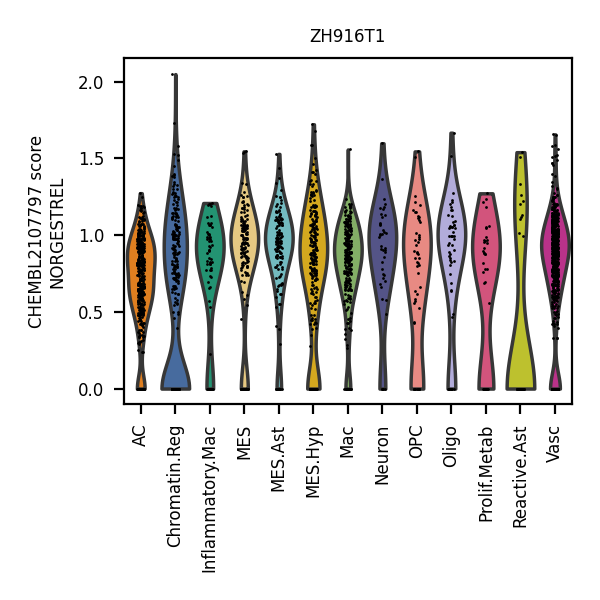 ZH916T1
CHEMBL2107797 score
NORGESTREL
2.0
1.5
1.0
0.5
0.0
AC
Chromatin.Reg
Inflammatory.Mac
MES
MES.Ast
MES.Hyp
Mac
Neuron
OPC
Oligo
Prolif.Metab
Reactive.Ast
Vasc